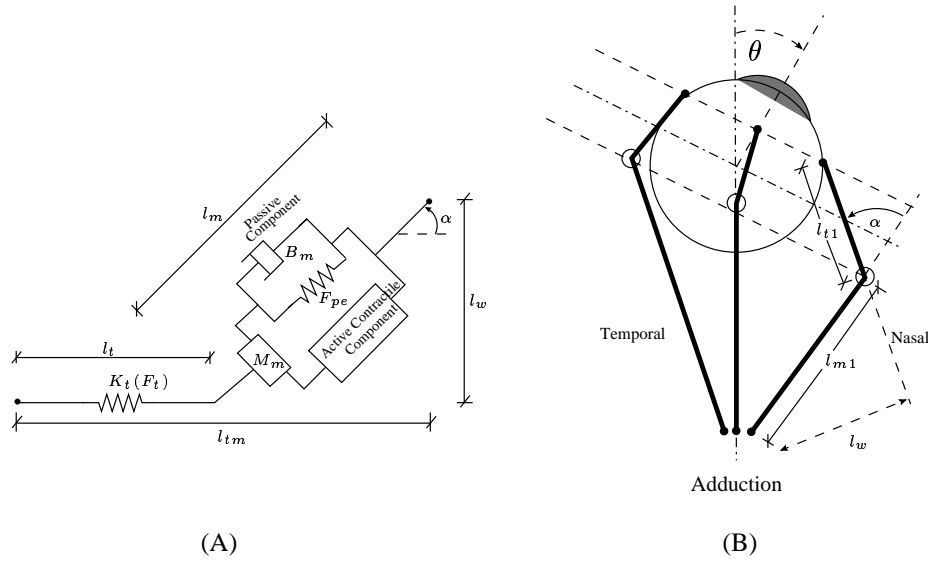 θ
l_m
Passive
Component
B_m
α
F_pe
l_w
Active Contractile
Component
l_t
M_m
K_t(F_t)
l_tm
α
l_t1
Temporal
Nasal
l_m1
l_w
Adduction
(A)
(B)